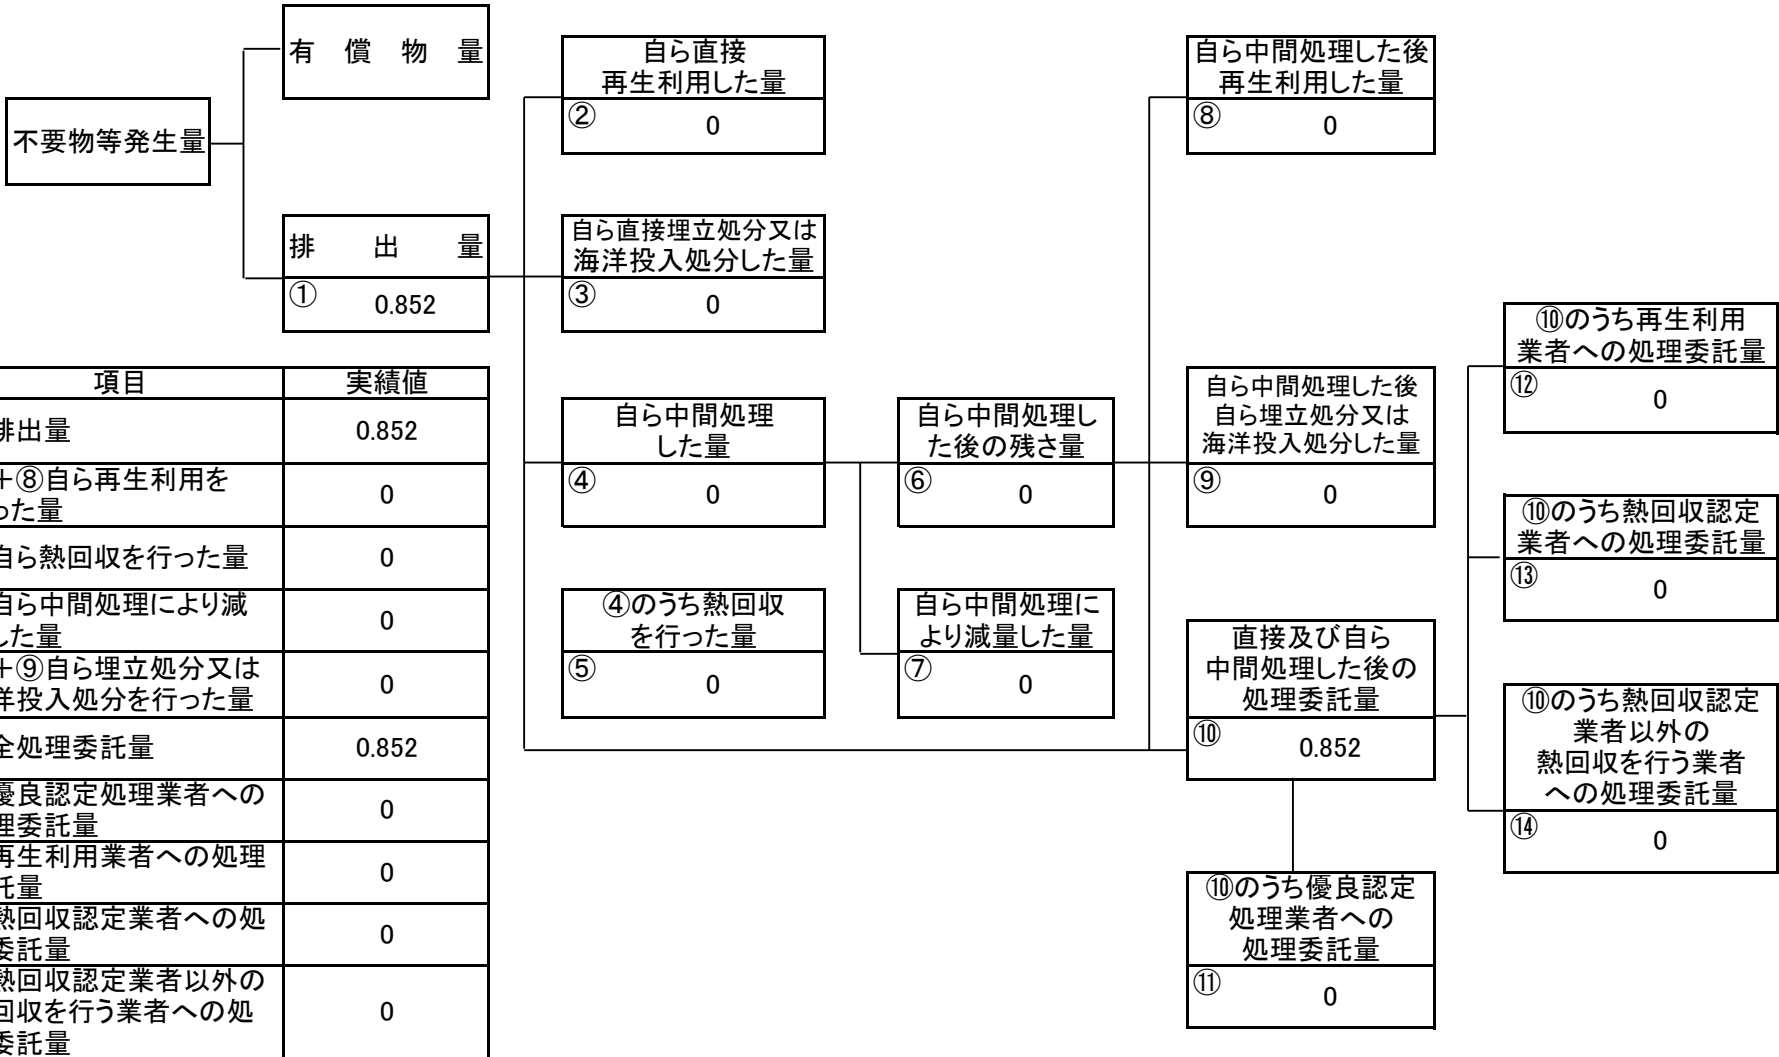 有 償 物 量
不要物等発生量
排 出 量
① 0.852
自ら直接
再生利用した量
② 0
自ら直接埋立処分又は
海洋投入処分した量
③ 0
自ら中間処理
した量
④ 0
④のうち熱回収
を行った量
⑤ 0
自ら中間処理し
た後の残さ量
⑥ 0
自ら中間処理に
より減量した量
⑦ 0
自ら中間処理した後
再生利用した量
⑧ 0
自ら中間処理した後
自ら埋立処分又は
海洋投入処分した量
⑨ 0
直接及び自ら
中間処理した後の
処理委託量
⑩ 0.852
⑩のうち優良認定
処理業者への
処理委託量
⑪ 0
⑩のうち再生利用
業者への処理委託量
⑫ 0
⑩のうち熱回収認定
業者への処理委託量
⑬ 0
⑩のうち熱回収認定
業者以外の
熱回収を行う業者
への処理委託量
⑭ 0
項目 実績値
排出量 0.852
+⑧自ら再生利用を
った量 0
自ら熱回収を行った量 0
自ら中間処理により減
した量 0
+⑨自ら埋立処分又は
洋投入処分を行った量 0
全処理委託量 0.852
優良認定処理業者への
理委託量 0
再生利用業者への処理
託量 0
熱回収認定業者への処
委託量 0
熱回収認定業者以外の
回収を行う業者への処
委託量 0